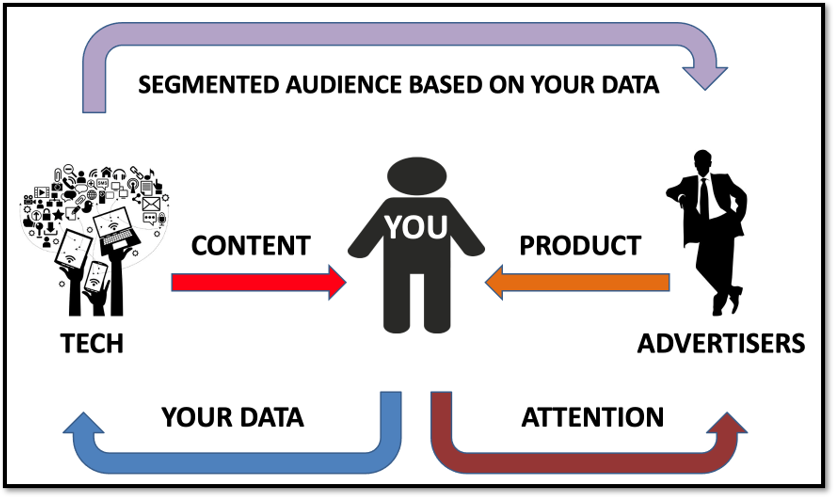 SEGMENTED AUDIENCE BASED ON YOUR DATA
YOU
CONTENT
PRODUCT
TECH
ADVERTISERS
YOUR DATA
ATTENTION